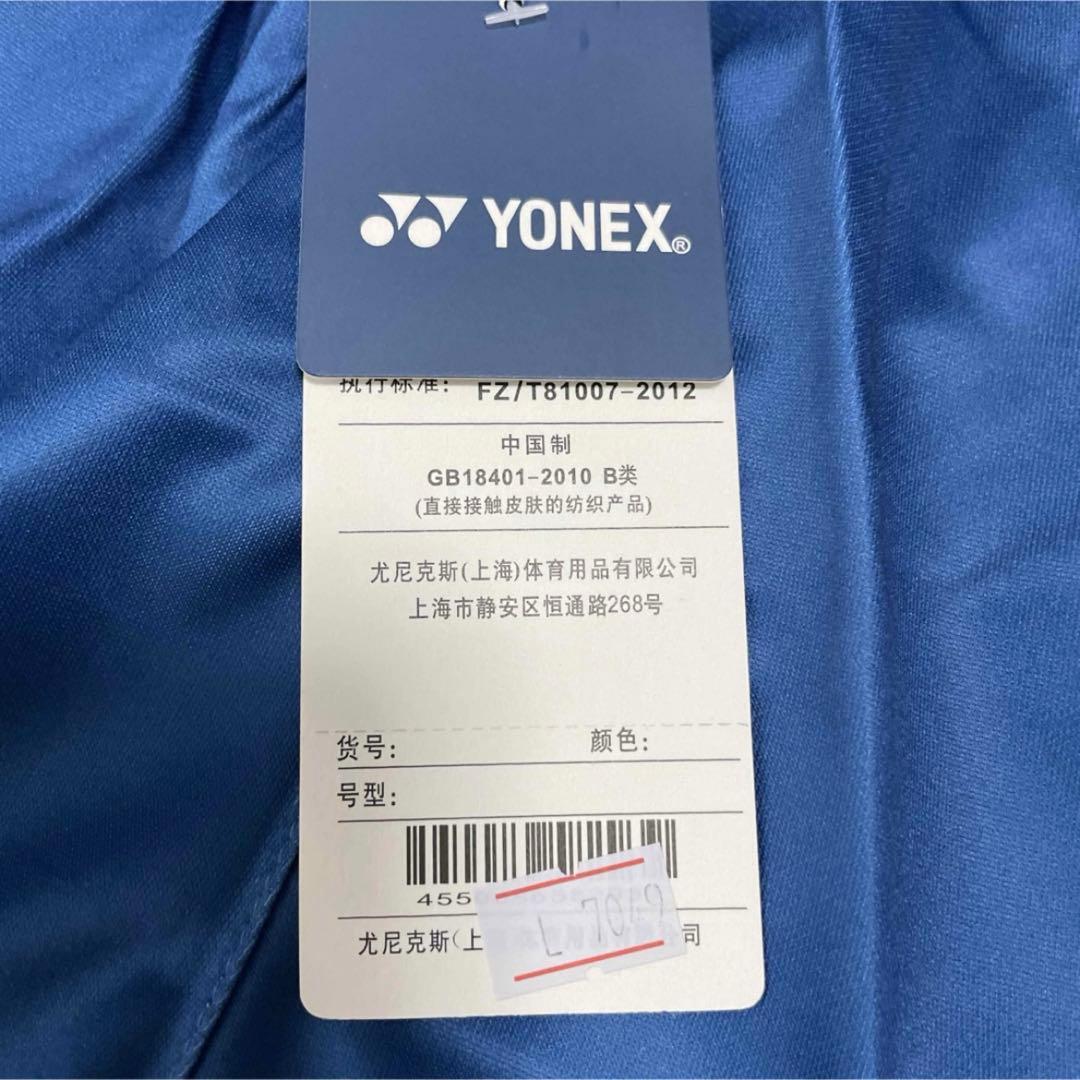 YONEX®
执行标准: FZ/T81007-2012
中国制
GB18401-2010 B类
(直接接触皮肤的纺织产品)
尤尼克斯(上海)体育用品有限公司
上海市静安区恒通路268号
货号: 颜色:
号型:
455
L 7049
尤尼克斯(上 司